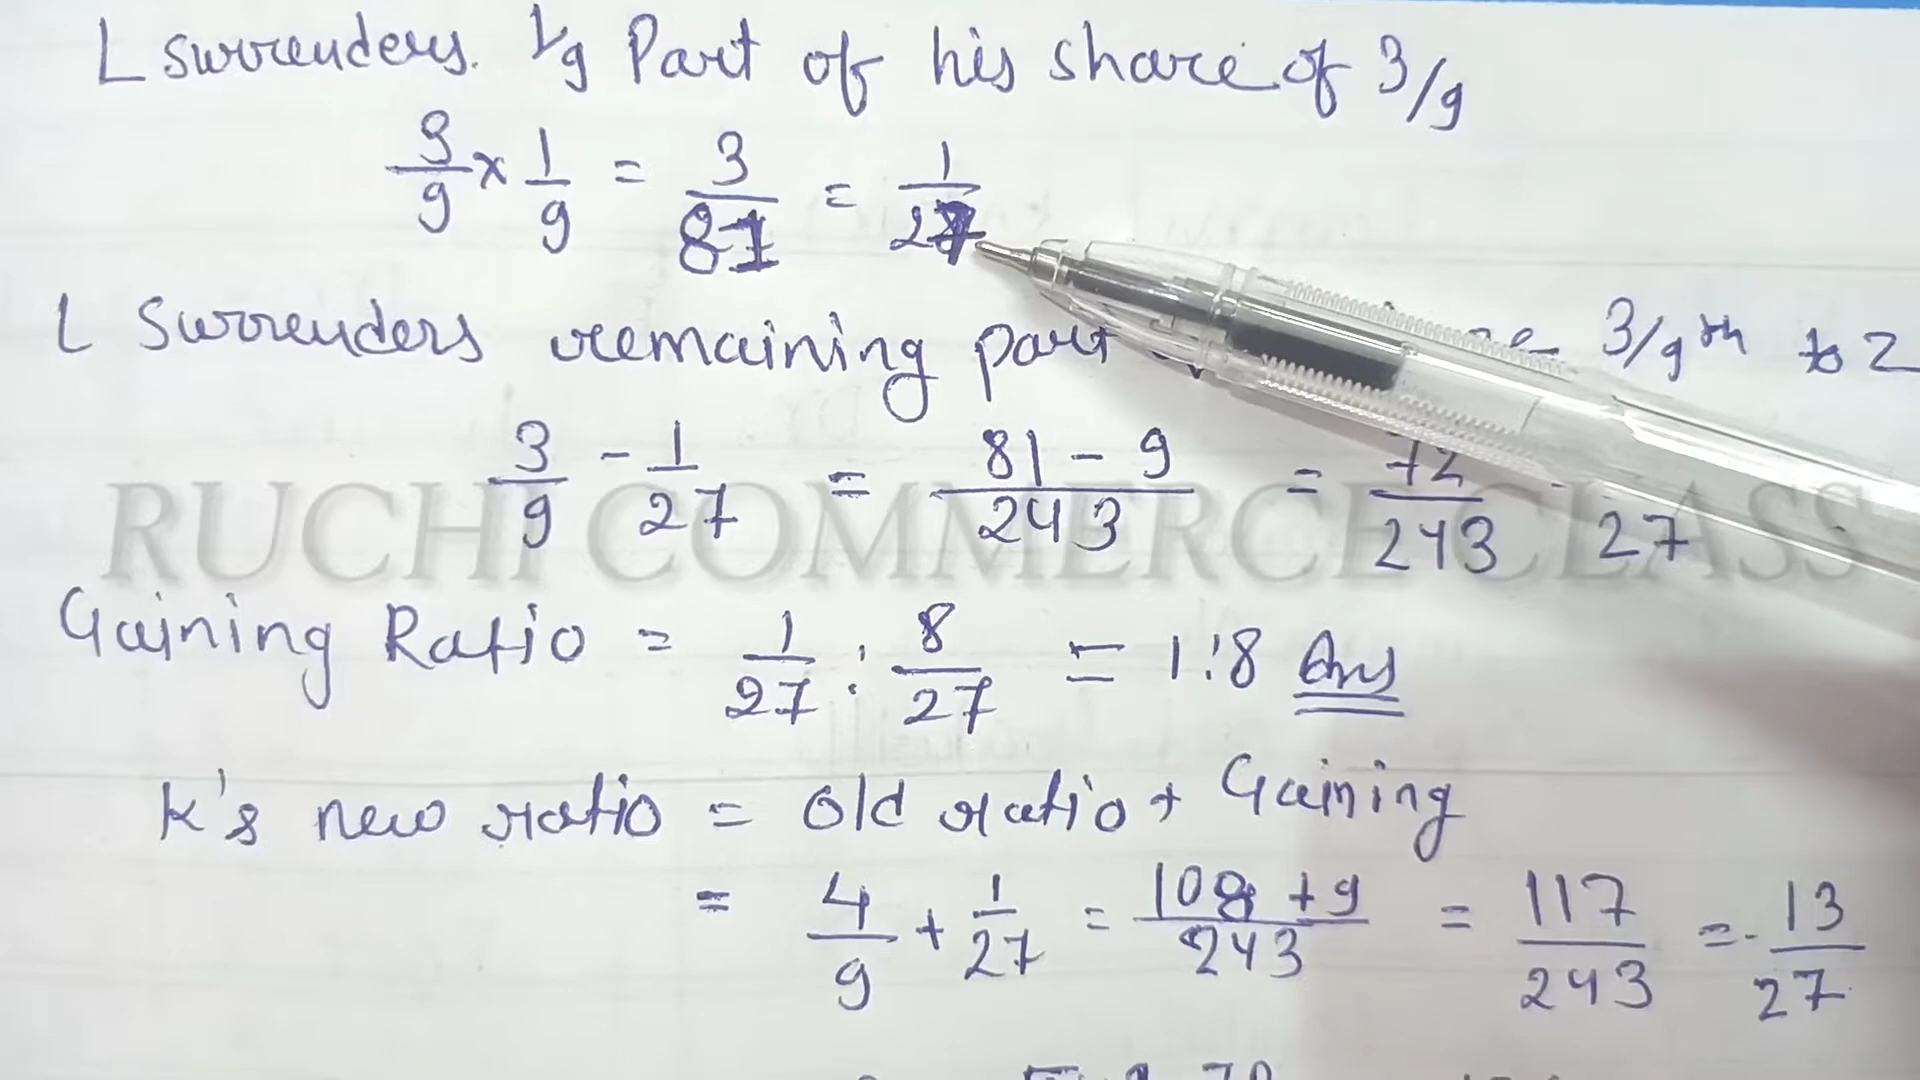 L surrenders. 1/9 Part of his share of 3/9
3/9 × 1/9 = 3/81 = 1/27
L Surrenders remaining part 3/9th to Z
3/9 - 1/27 = 81 - 9/243 = 72/243 27
RUCHI COMMERCE CLASS
Gaining Ratio = 1/27 : 8/27 = 1:8 Ans
K's new ratio = Old ratio + Gaining
= 4/9 + 1/27 = 108 + 9/243 = 117/243 = 13/27